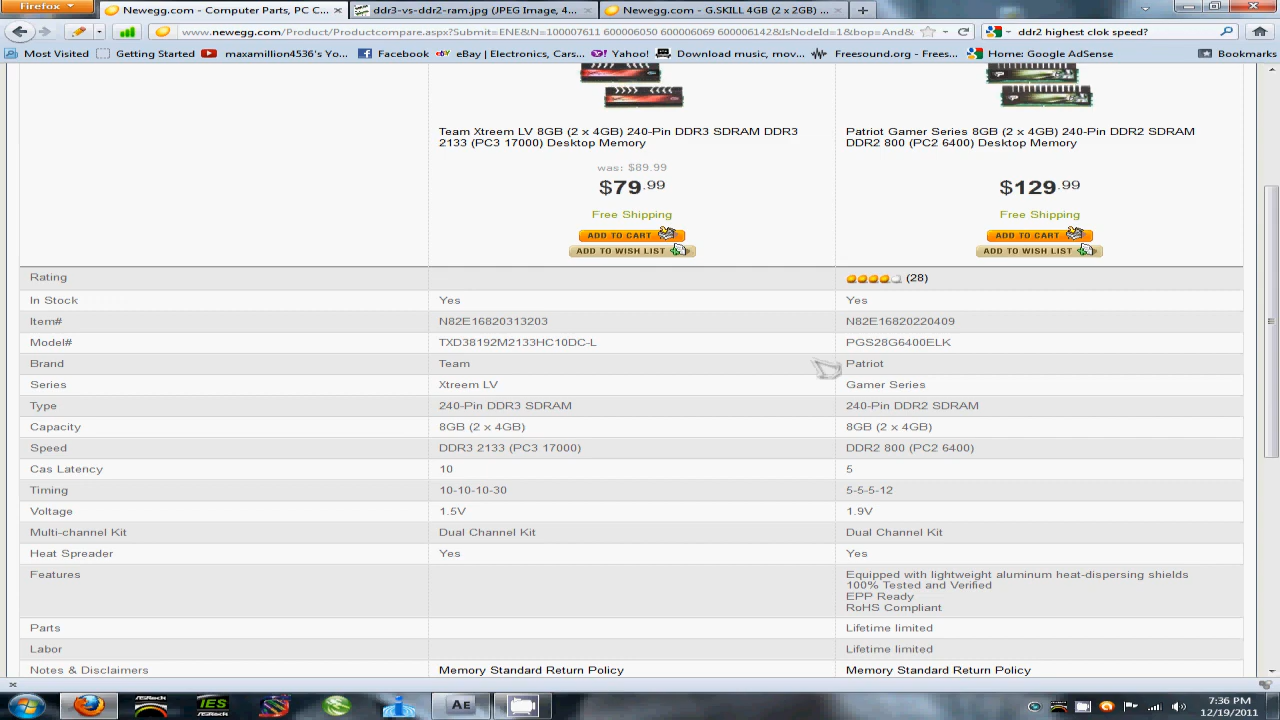 Firefox
Newegg.com - Computer Parts, PC C...
ddr3-vs-ddr2-ram.jpg (JPEG Image, 4...
Newegg.com - G.SKILL 4GB (2 x 2GB) ...
www.newegg.com/Product/Productcompare.aspx?Submit=ENE&N=100007611 600006050 600006069 600006142&IsNodeId=1&bop=And&
ddr2 highest clok speed?
Most Visited
Getting Started
maxamillion336's Yo...
Facebook
eBay | Electronics, Cars...
Yahoo!
Download music, mov...
Freesound.org - Frees...
Home: Google AdSense
Bookmarks
Team Xtreem LV 8GB (2 x 4GB) 240-Pin DDR3 SDRAM DDR3
2133 (PC3 17000) Desktop Memory
Patriot Gamer Series 8GB (2 x 4GB) 240-Pin DDR2 SDRAM
DDR2 800 (PC2 6400) Desktop Memory
was: $89.99
$79.99 $129.99
Free Shipping Free Shipping
ADD TO CART ADD TO CART
ADD TO WISH LIST ADD TO WISH LIST
Rating (28)
In Stock Yes Yes
Item# N82E16820313203 N82E16820220409
Model# TXD38192M2133HC10DC-L PGS28G6400ELK
Brand Team Patriot
Series Xtreem LV Gamer Series
Type 240-Pin DDR3 SDRAM 240-Pin DDR2 SDRAM
Capacity 8GB (2 x 4GB) 8GB (2 x 4GB)
Speed DDR3 2133 (PC3 17000) DDR2 800 (PC2 6400)
Cas Latency 10 5
Timing 10-10-10-30 5-5-5-12
Voltage 1.5V 1.9V
Multi-channel Kit Dual Channel Kit Dual Channel Kit
Heat Spreader Yes Yes
Features Equipped with lightweight aluminum heat-dispersing shields
100% Tested and Verified
EPP Ready
RoHS Compliant
Parts Lifetime limited
Labor Lifetime limited
Notes & Disclaimers Memory Standard Return Policy Memory Standard Return Policy
ASRock
IES
ASRock
AE
7:36 PM
12/19/2011